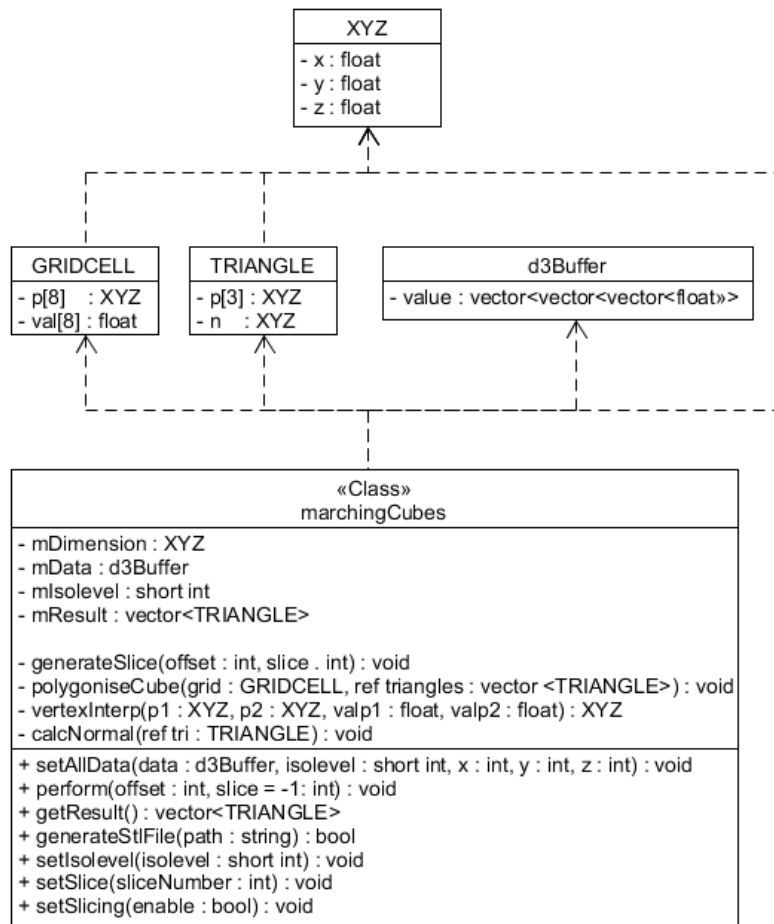 XYZ
- x : float
- y : float
- z : float
GRIDCELL
- p[8] : XYZ
- val[8] : float
TRIANGLE
- p[3] : XYZ
- n : XYZ
d3Buffer
- value : vector<vector<vector<float»>
«Class»
marchingCubes
- mDimension : XYZ
- mData : d3Buffer
- mIsolevel : short int
- mResult : vector<TRIANGLE>
- generateSlice(offset : int, slice . int) : void
- polygoniseCube(grid : GRIDCELL, ref triangles : vector <TRIANGLE>) : void
- vertexInterp(p1 : XYZ, p2 : XYZ, valp1 : float, valp2 : float) : XYZ
- calcNormal(ref tri : TRIANGLE) : void
+ setAllData(data : d3Buffer, isolevel : short int, x : int, y : int, z : int) : void
+ perform(offset : int, slice = -1: int) : void
+ getResult() : vector<TRIANGLE>
+ generateStlFile(path : string) : bool
+ setIsolevel(isolevel : short int) : void
+ setSlice(sliceNumber : int) : void
+ setSlicing(enable : bool) : void